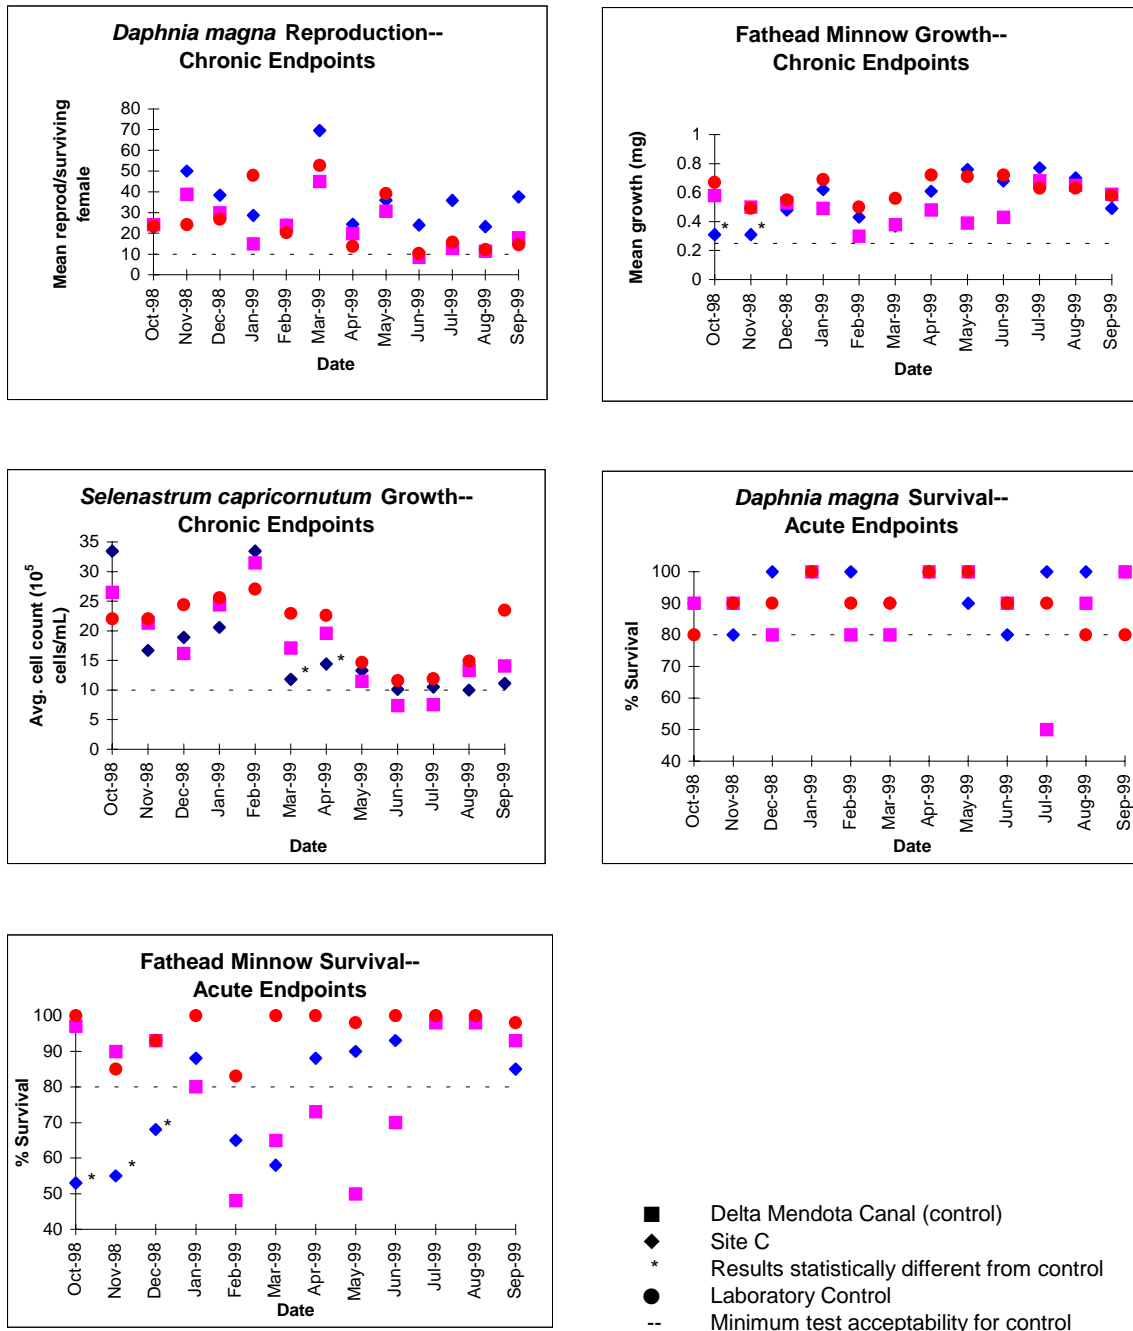 Daphnia magna Reproduction--
Chronic Endpoints
Mean reprod/surviving
female
80
70
60
50
40
30
20
10
0
Oct-98
Nov-98
Dec-98
Jan-99
Feb-99
Mar-99
Apr-99
May-99
Jun-99
Jul-99
Aug-99
Sep-99
Date
Fathead Minnow Growth--
Chronic Endpoints
Mean growth (mg)
1
0.8
0.6
0.4
0.2
0
* *
Oct-98
Nov-98
Dec-98
Jan-99
Feb-99
Mar-99
Apr-99
May-99
Jun-99
Jul-99
Aug-99
Sep-99
Date
Selenastrum capricornutum Growth--
Chronic Endpoints
Avg. cell count (10⁵
cells/mL)
35
30
25
20
15
10
5
0
* *
Oct-98
Nov-98
Dec-98
Jan-99
Feb-99
Mar-99
Apr-99
May-99
Jun-99
Jul-99
Aug-99
Sep-99
Date
Daphnia magna Survival--
Acute Endpoints
% Survival
100
90
80
70
60
50
40
Oct-98
Nov-98
Dec-98
Jan-99
Feb-99
Mar-99
Apr-99
May-99
Jun-99
Jul-99
Aug-99
Sep-99
Date
Fathead Minnow Survival--
Acute Endpoints
% Survival
100
90
80
70
60
50
40
* * *
Oct-98
Nov-98
Dec-98
Jan-99
Feb-99
Mar-99
Apr-99
May-99
Jun-99
Jul-99
Aug-99
Sep-99
Date
Delta Mendota Canal (control)
Site C
* Results statistically different from control
Laboratory Control
-- Minimum test acceptability for control